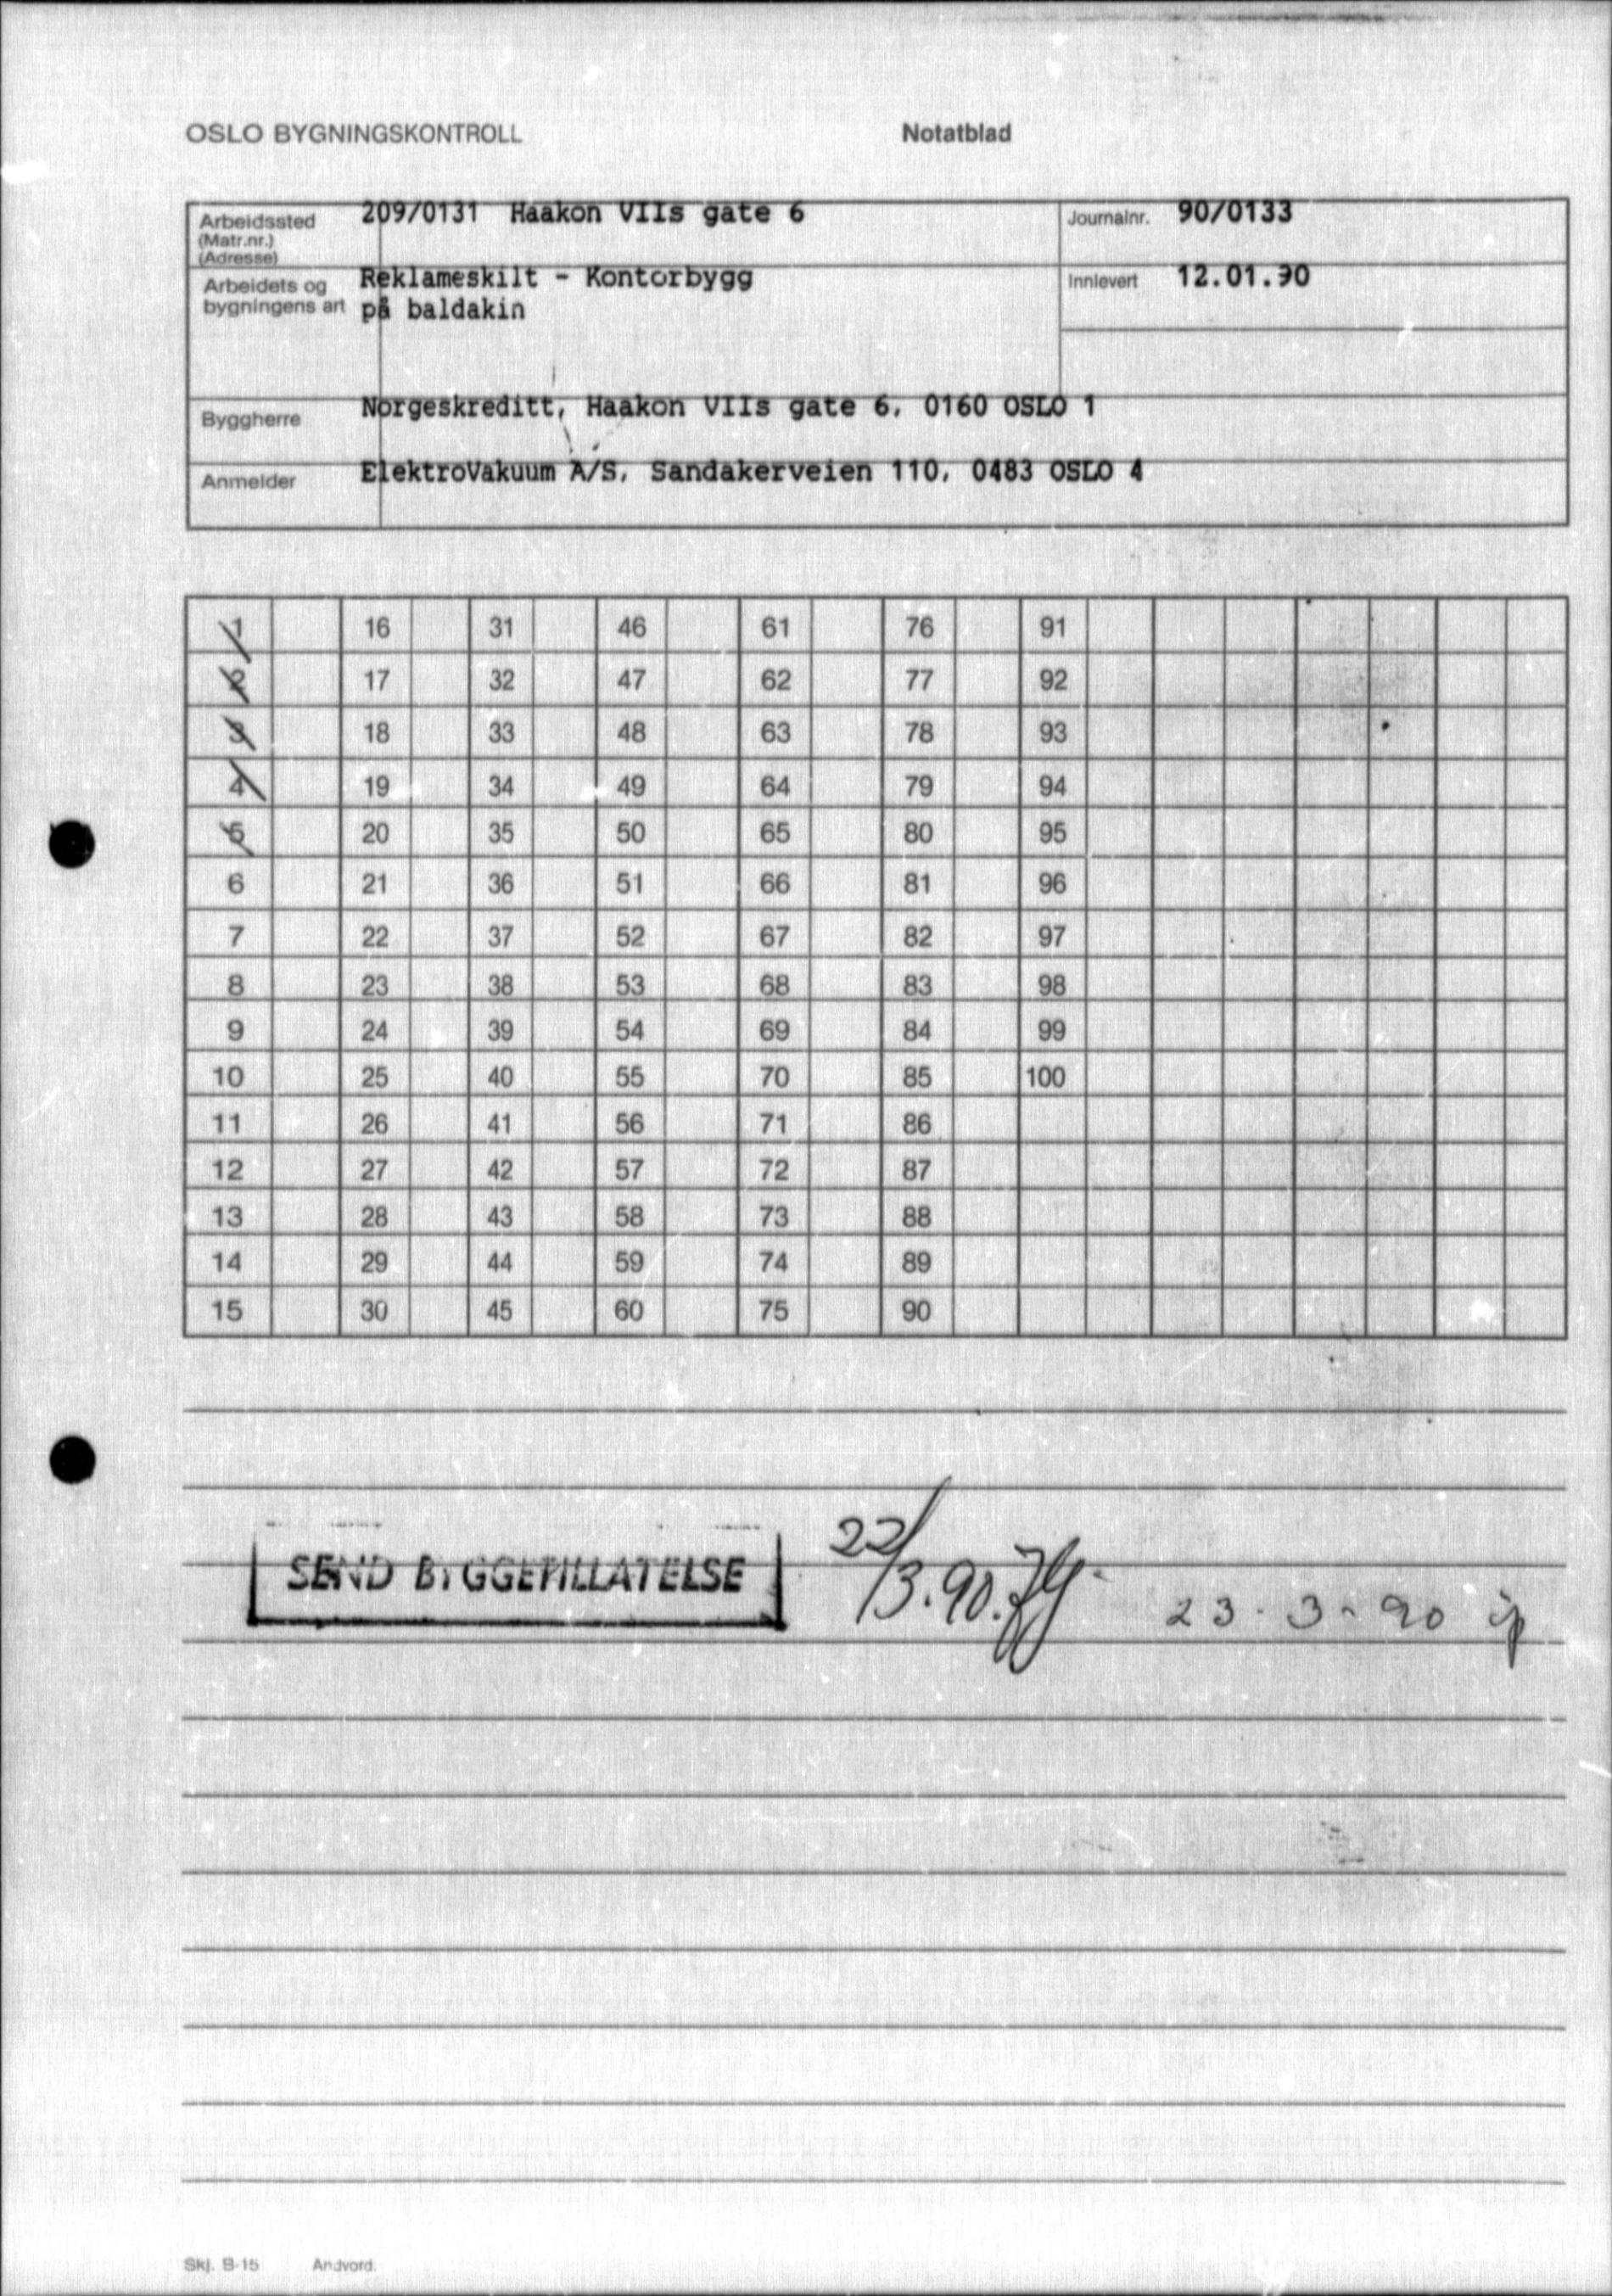 OSLO BYGNINGSKONTROLL Notatblad
Arbeidssted (Matr.nr.) (Adresse) 209/0131 Haakon VIIs gate 6 Journalnr. 90/0133
Arbeidets og bygningens art Reklameskilt - Kontorbygg Innlevert 12.01.90
på baldakin
Byggherre Norgeskreditt, Haakon VIIs gate 6, 0160 OSLO 1
Anmelder ElektroVakuum A/S, Sandakerveien 110, 0483 OSLO 4
1 16 31 46 61 76 91
2 17 32 47 62 77 92
3 18 33 48 63 78 93
4 19 34 49 64 79 94
5 20 35 50 65 80 95
6 21 36 51 66 81 96
7 22 37 52 67 82 97
8 23 38 53 68 83 98
9 24 39 54 69 84 99
10 25 40 55 70 85 100
11 26 41 56 71 86
12 27 42 57 72 87
13 28 43 58 73 88
14 29 44 59 74 89
15 30 45 60 75 90
SEND BYGGETILLATELSE 22/3.90. 23-3-90
Skj. B-15 Andvord.